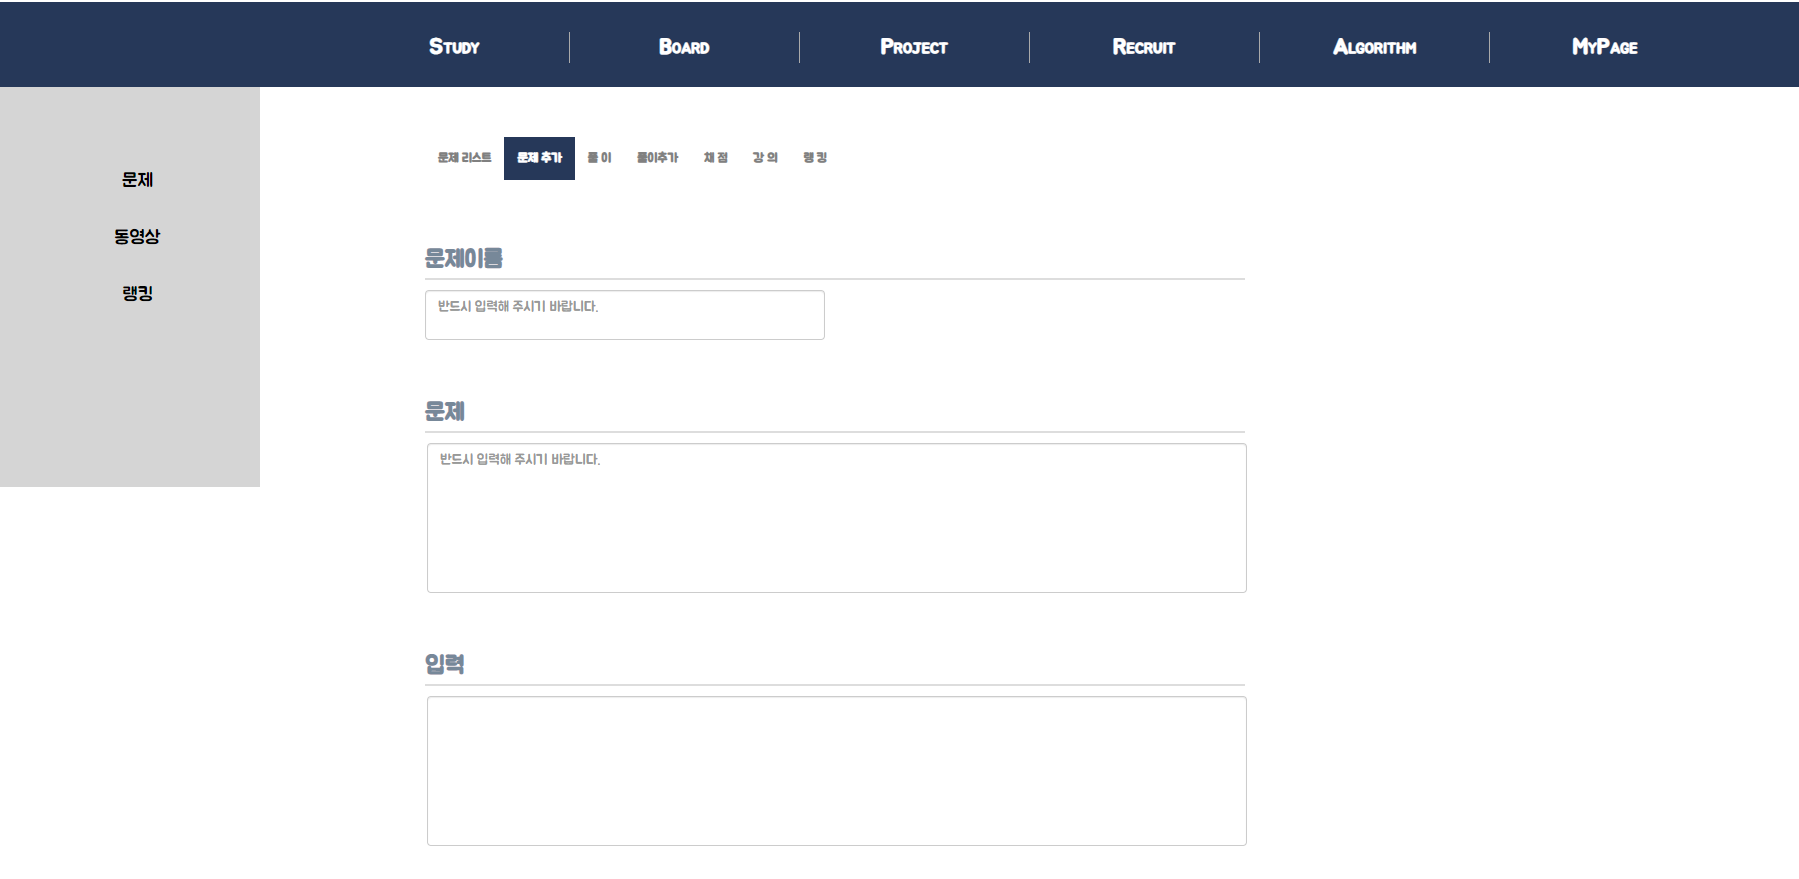 Study Board Project Recruit Algorithm MyPage
문제
동영상
랭킹
문제 리스트 문제 추가 풀 이 풀이추가 채 점 강 의 랭 킹
문제이름
반드시 입력해 주시기 바랍니다.
문제
반드시 입력해 주시기 바랍니다.
입력